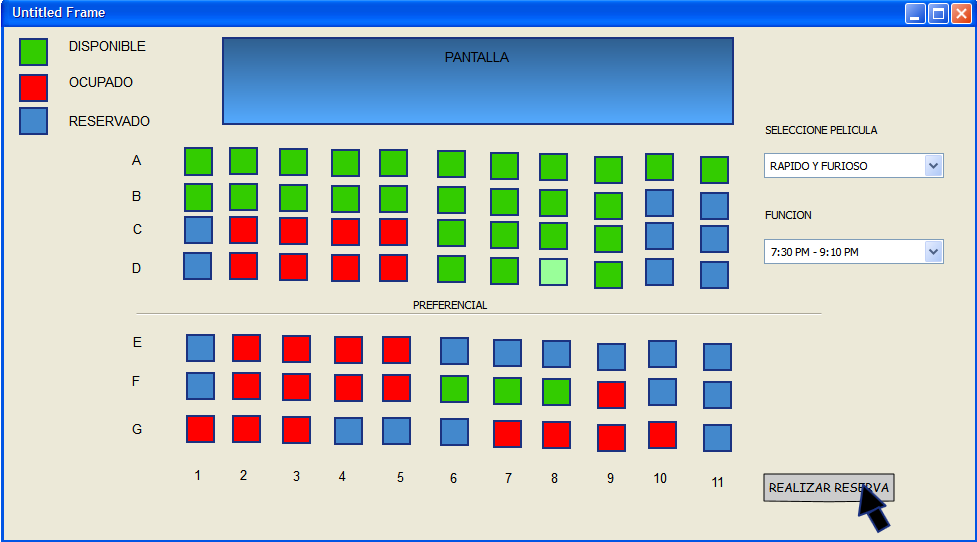 Untitled Frame
DISPONIBLE
OCUPADO
RESERVADO
PANTALLA
SELECCIONE PELICULA
RAPIDO Y FURIOSO
FUNCION
7:30 PM - 9:10 PM
A
B
C
D
PREFERENCIAL
E
F
G
1 2 3 4 5 6 7 8 9 10 11
REALIZAR RESERVA